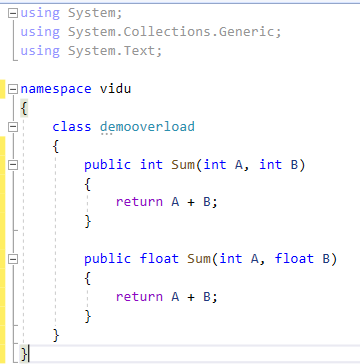 using System;
using System.Collections.Generic;
using System.Text;
namespace vidu
{
class demooverload
{
public int Sum(int A, int B)
{
return A + B;
}
public float Sum(int A, float B)
{
return A + B;
}
}
}